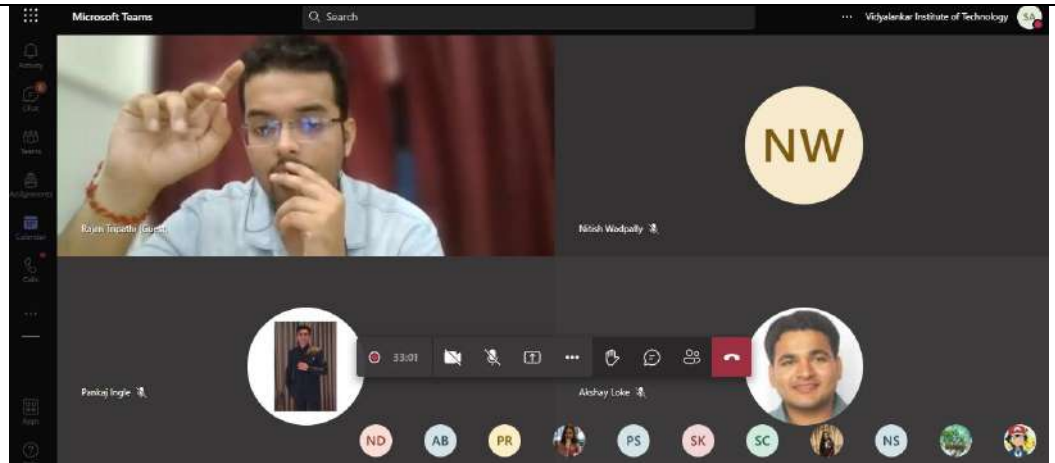 Microsoft Teams
Search
Vidyalankar Institute of Technology
SA
Activity
Chat
Teams
Assignments
Calendar
Calls
Apps
Tripathi (Guest)
NW
Nitish Wadpally
Pankaj Ingle
33:01
Akshay Loke
ND
AB
PR
PS
SK
SC
NS